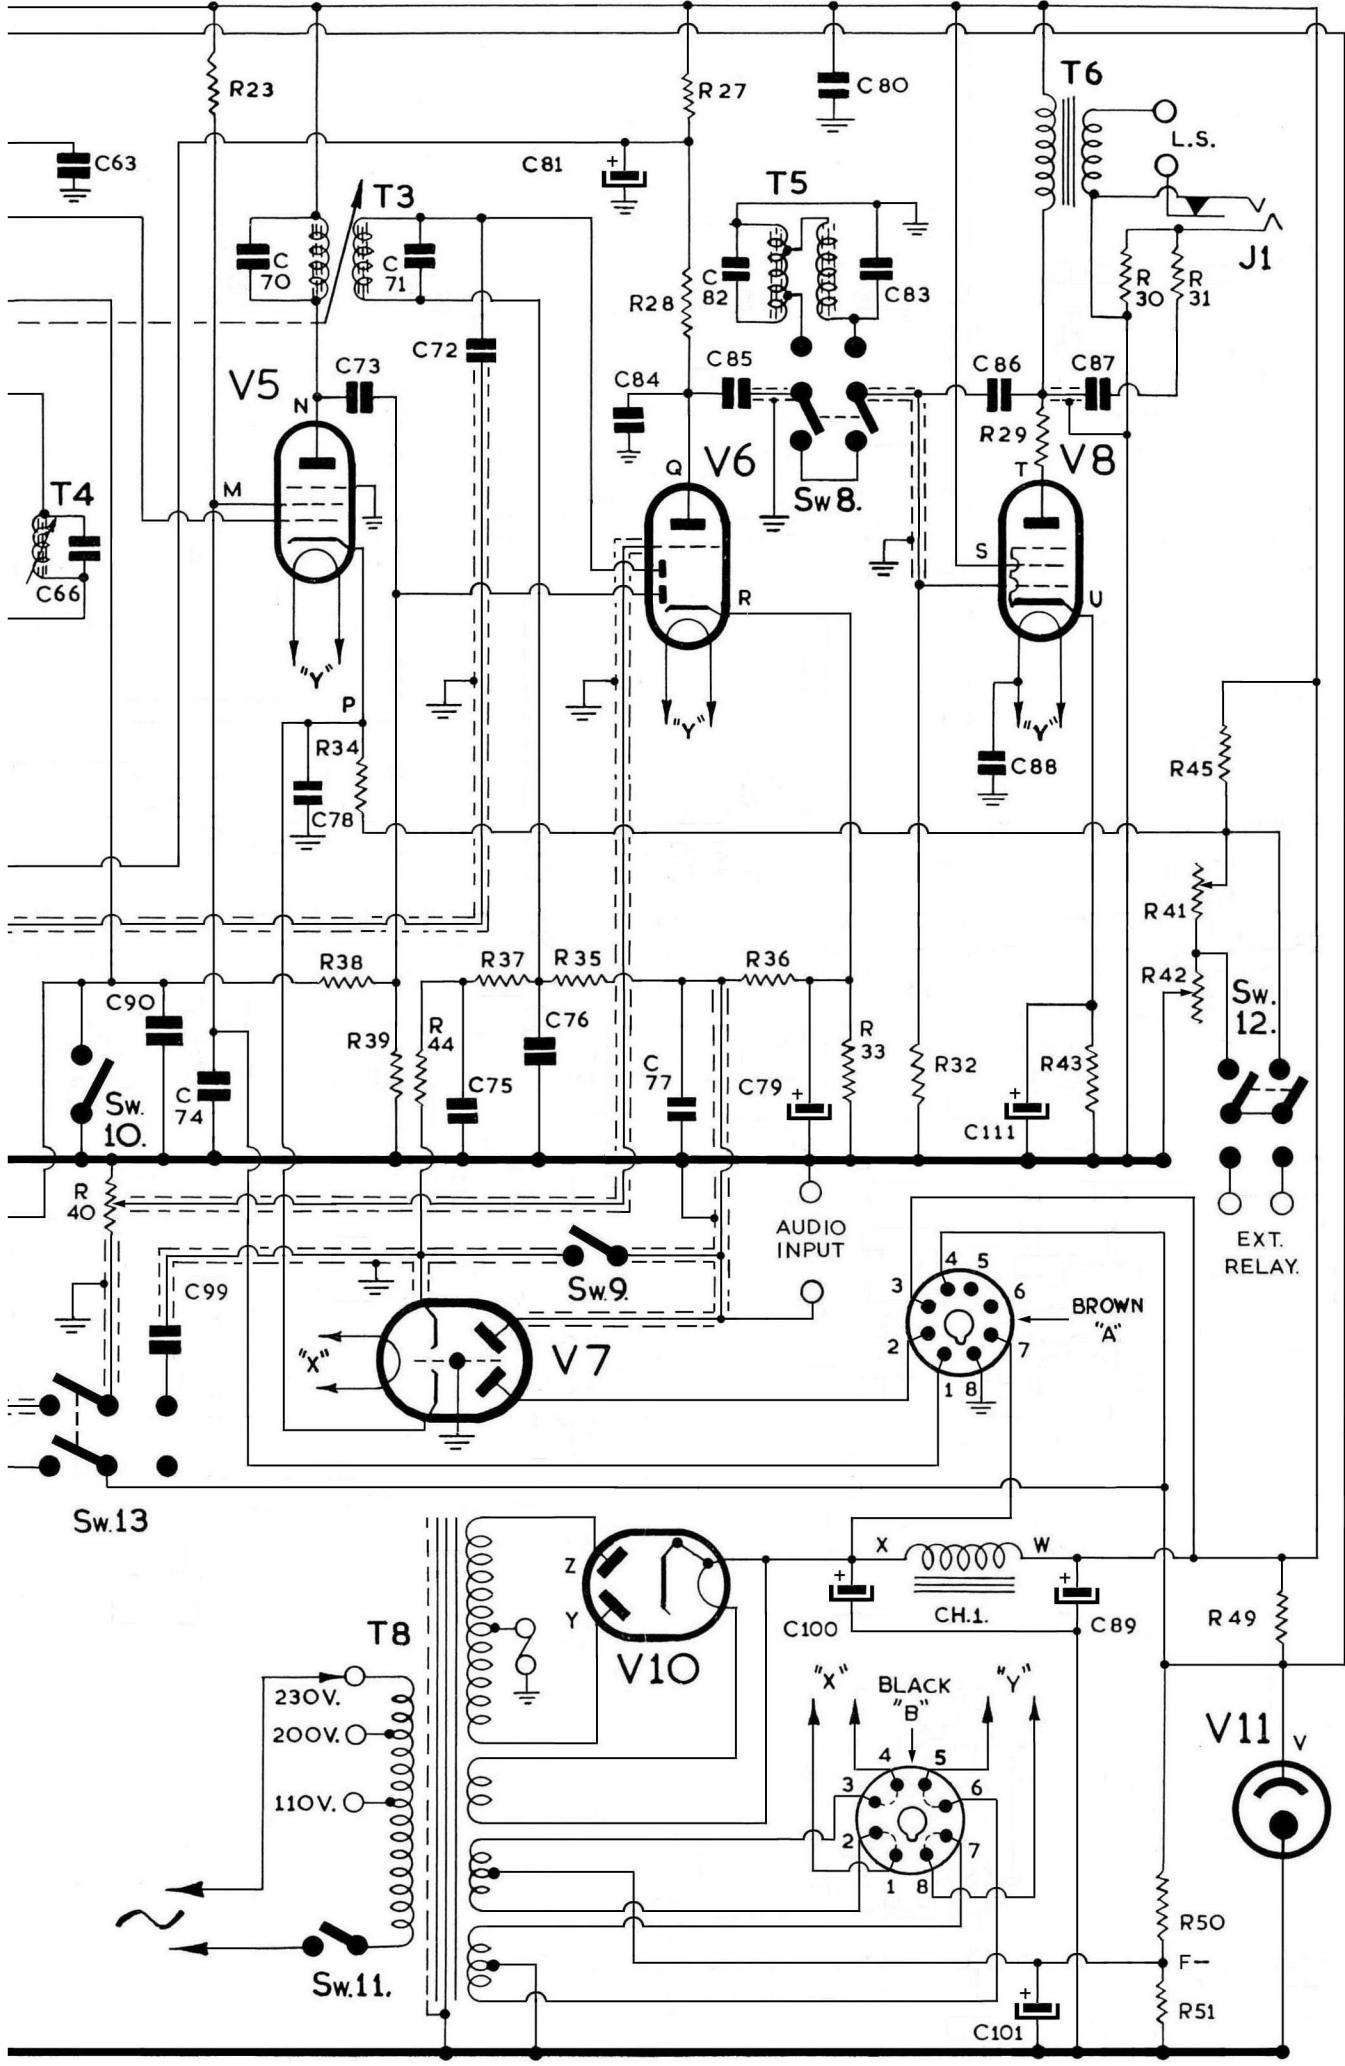 R23
R27
C 80
T6
C63
C81
L.S.
T3
T5
C
70
C
71
J1
R28
C
82
C83
R
30
R
31
C72
V5
C73
C84
C85
C86
C87
N
R29
V8
M
Q
V6
Sw 8.
T
T4
S
C66
R
U
"Y"
P
"Y"
"Y"
R34
C88
R45
C78
R41
R38
R37
R35
R36
R42
Sw.
12.
C90
C76
R39
R
44
R
33
C
74
Sw.
10.
C75
C
77
C79
R32
R43
C111
R
40
AUDIO
INPUT
EXT.
RELAY.
C99
Sw.9.
4
5
3
6
BROWN
"A"
2
7
1
8
"X"
V7
Sw.13
Z
X
W
Y
C100
CH.1.
C89
R49
T8
V10
"X"
BLACK
"B"
"Y"
230V.
200V.
110V.
V11
V
4
5
3
6
2
7
1
8
R50
F–
Sw.11.
C101
R51